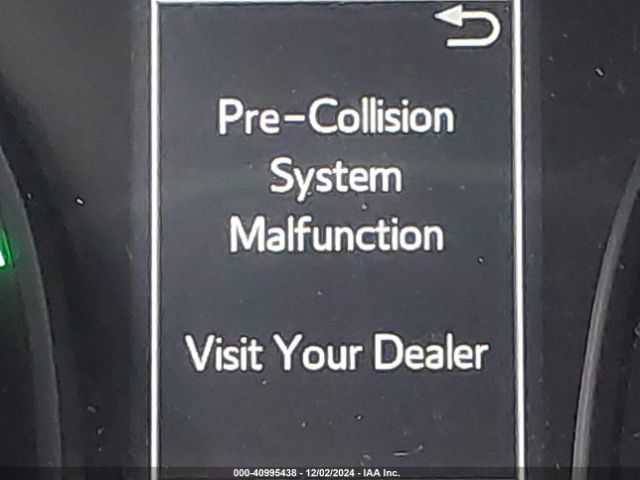 Pre-Collision
System
Malfunction
Visit Your Dealer
000-40995438 - 12/02/2024 - IAA Inc.